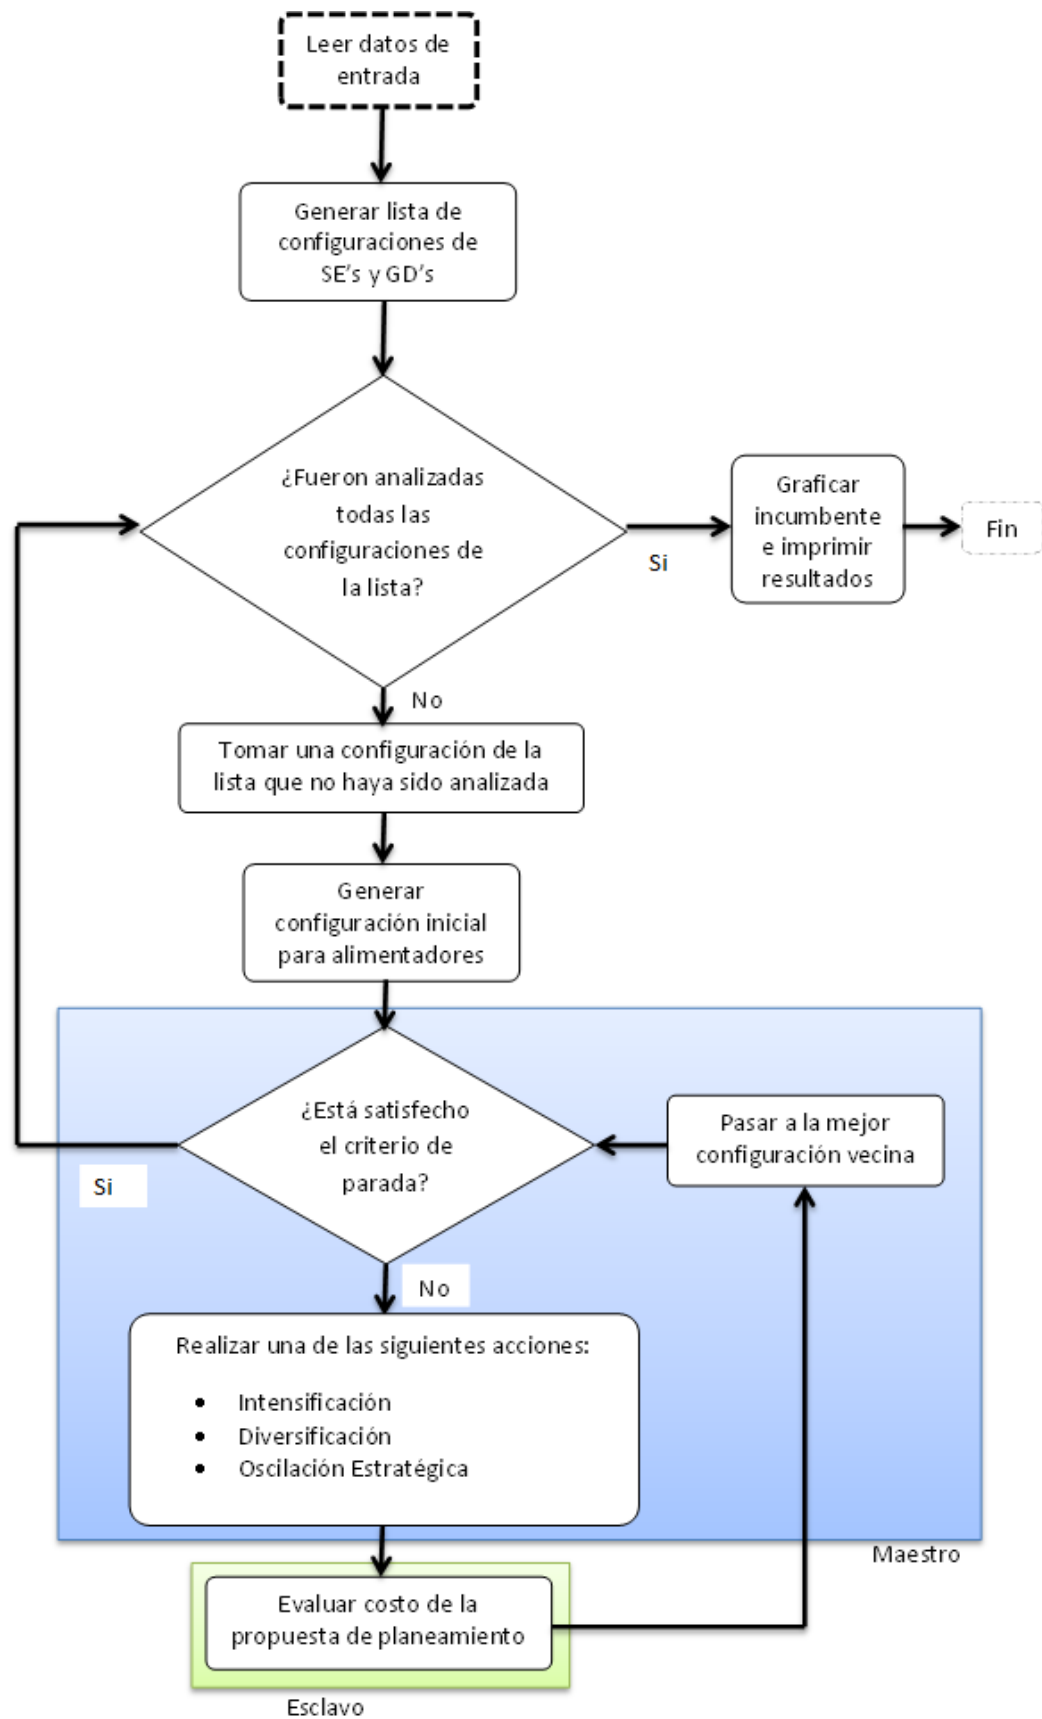 Leer datos de
entrada
Generar lista de
configuraciones de
SE's y GD's
¿Fueron analizadas
todas las
configuraciones de
la lista?
Si
Graficar
incumbente
e imprimir
resultados
Fin
No
Tomar una configuración de la
lista que no haya sido analizada
Generar
configuración inicial
para alimentadores
¿Está satisfecho
el criterio de
parada?
Pasar a la mejor
configuración vecina
Si
No
Realizar una de las siguientes acciones:
• Intensificación
• Diversificación
• Oscilación Estratégica
Maestro
Evaluar costo de la
propuesta de planeamiento
Esclavo